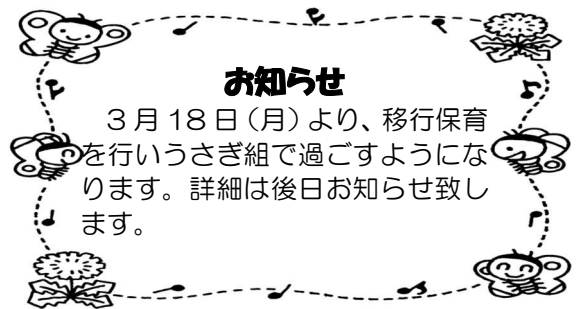 お知らせ
３月18日（月）より、移行保育
を行いうさぎ組で過ごすようにな
ります。詳細は後日お知らせ致し
ます。